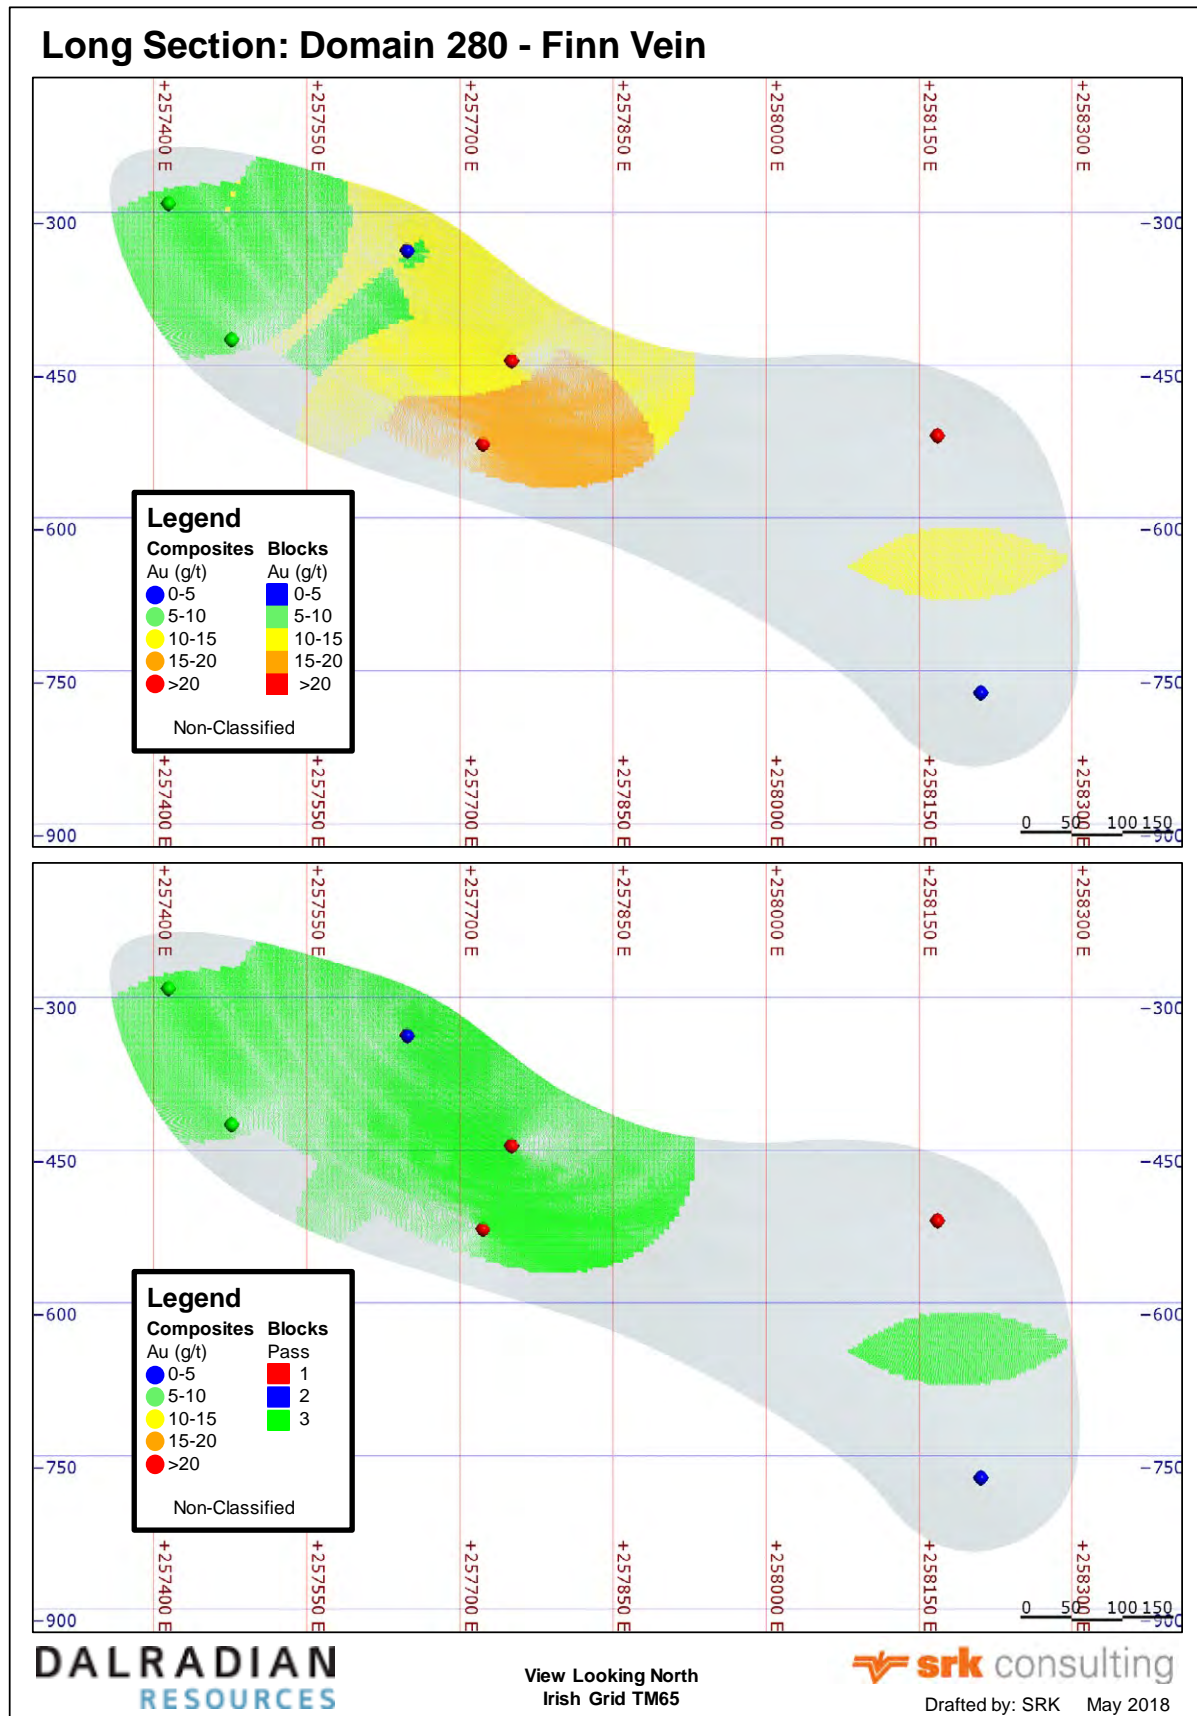 Long Section: Domain 280 - Finn Vein
+257400 E
+257550 E
+257700 E
+257850 E
+258000 E
+258150 E
+258300 E
-300
-300
-450
-450
-600
-600
-750
-750
-900
-900
Legend
Composites Blocks
Au (g/t) Au (g/t)
0-5 0-5
5-10 5-10
10-15 10-15
15-20 15-20
>20 >20
Non-Classified
+257400 E
+257550 E
+257700 E
+257850 E
+258000 E
+258150 E
+258300 E
0 50 100 150
+257400 E
+257550 E
+257700 E
+257850 E
+258000 E
+258150 E
+258300 E
-300
-300
-450
-450
-600
-600
-750
-750
-900
-900
Legend
Composites Blocks
Au (g/t) Pass
0-5 1
5-10 2
10-15 3
15-20
>20
Non-Classified
+257400 E
+257550 E
+257700 E
+257850 E
+258000 E
+258150 E
+258300 E
0 50 100 150
DALRADIAN
RESOURCES
View Looking North
Irish Grid TM65
srk consulting
Drafted by: SRK May 2018